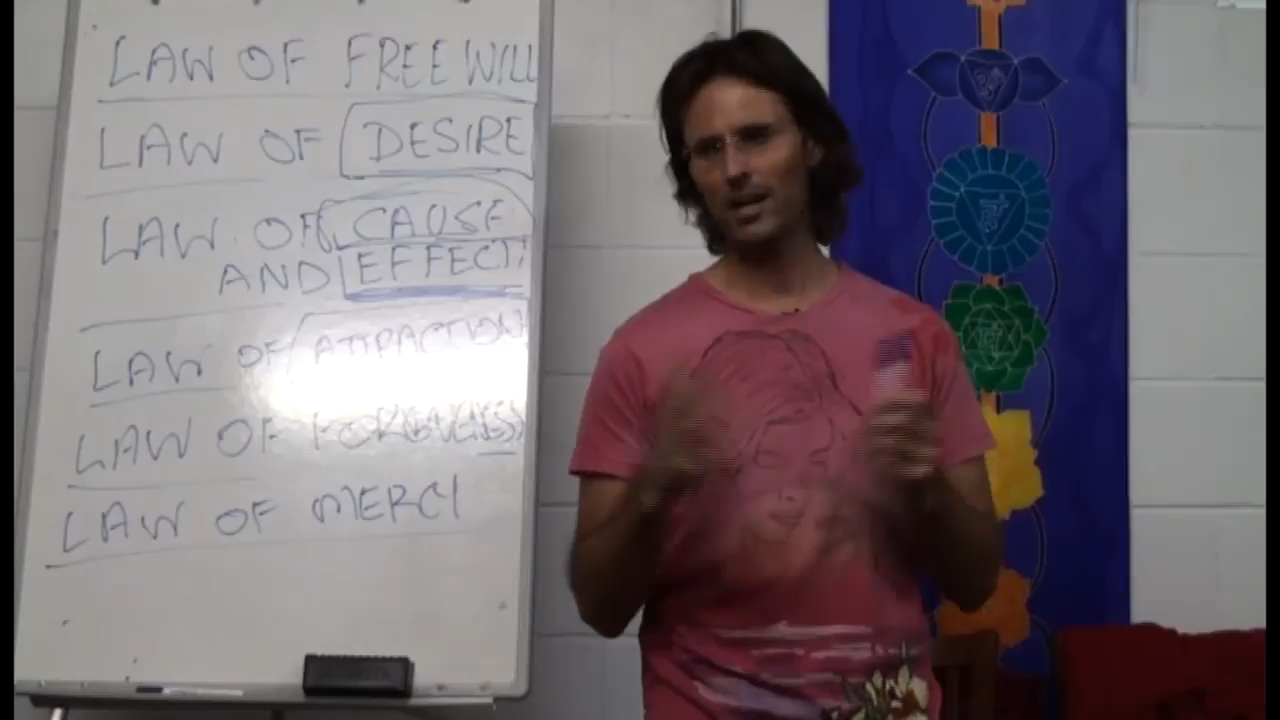 LAW OF FREE WILL
LAW OF DESIRE
LAW OF CAUSE
AND EFFECT
LAW OF ATTRACTION
LAW OF FORGIVENESS
LAW OF MERCI